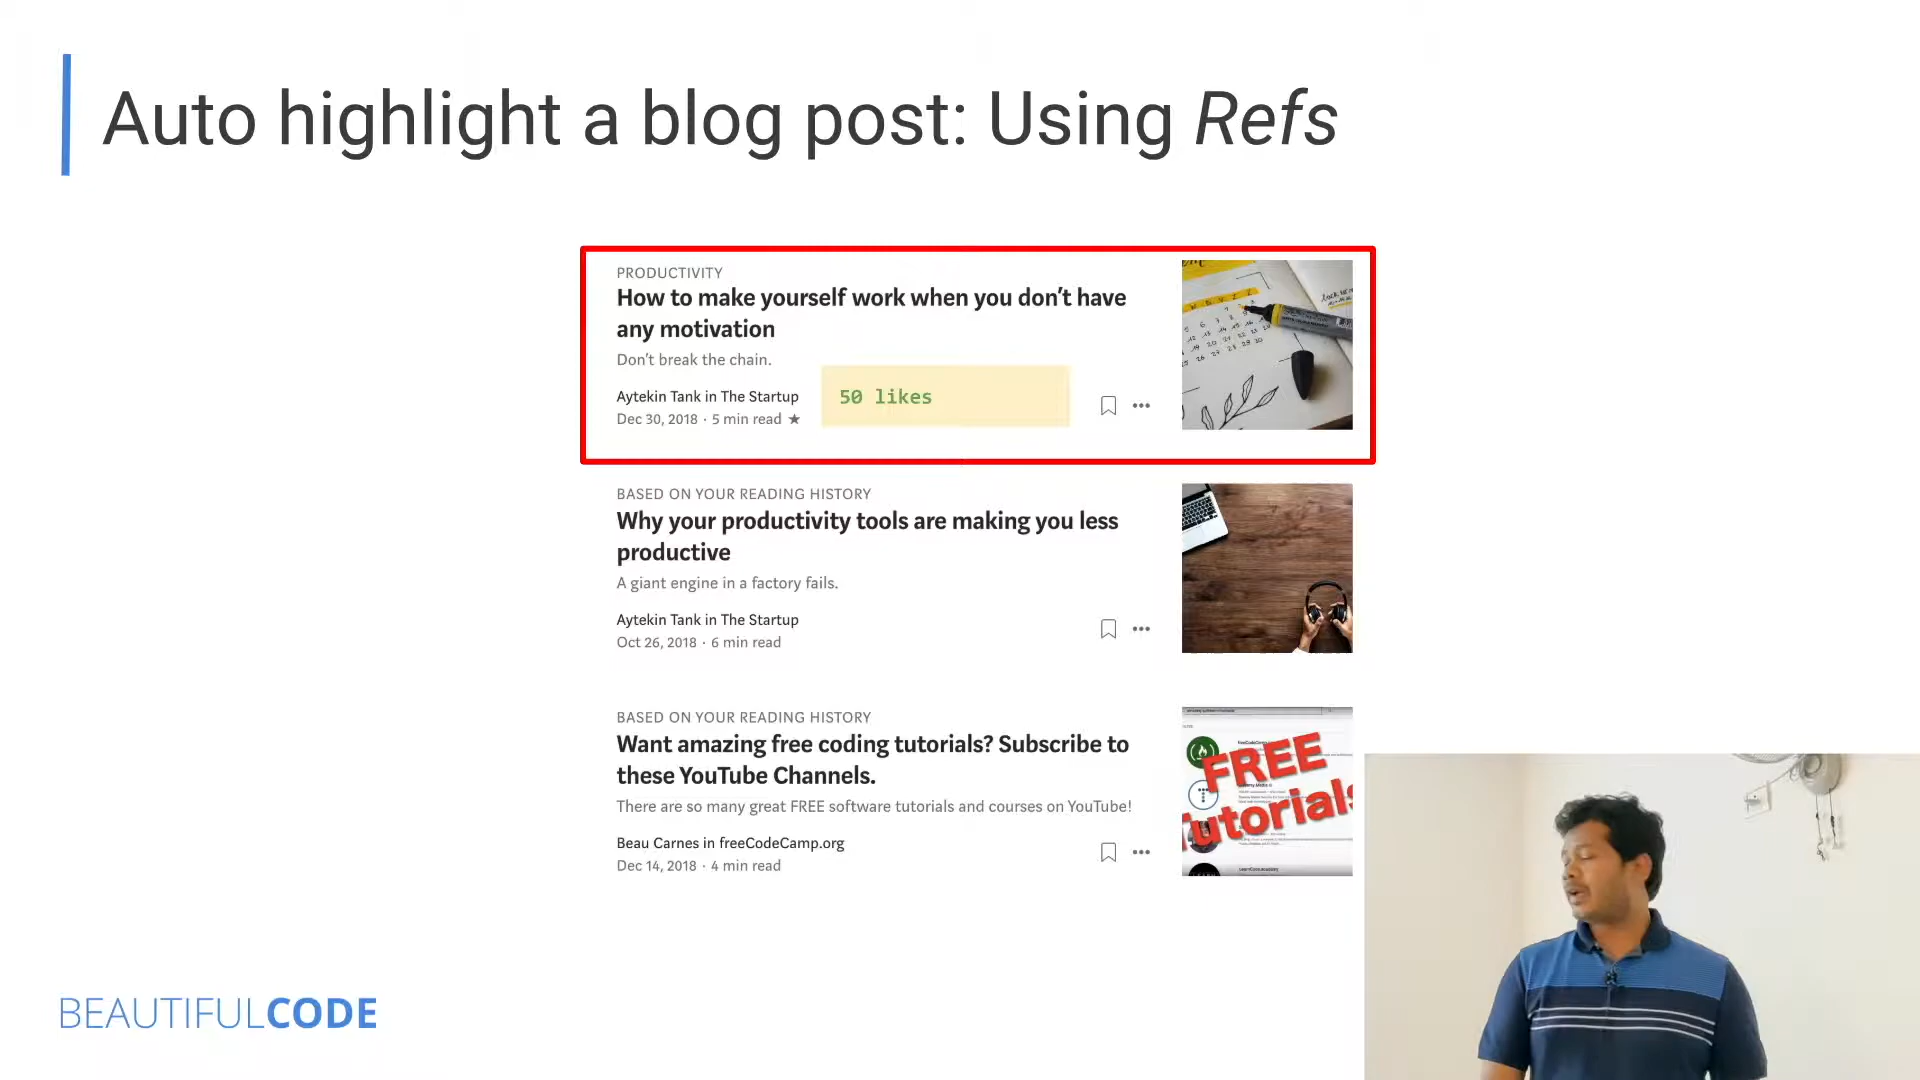 Auto highlight a blog post: Using Refs
PRODUCTIVITY
How to make yourself work when you don’t have
any motivation
Don’t break the chain.
Aytekin Tank in The Startup
Dec 30, 2018 · 5 min read ★
50 likes
BASED ON YOUR READING HISTORY
Why your productivity tools are making you less
productive
A giant engine in a factory fails.
Aytekin Tank in The Startup
Oct 26, 2018 · 6 min read
BASED ON YOUR READING HISTORY
Want amazing free coding tutorials? Subscribe to
these YouTube Channels.
There are so many great FREE software tutorials and courses on YouTube!
Beau Carnes in freeCodeCamp.org
Dec 14, 2018 · 4 min read
FREE
Tutorials
BEAUTIFULCODE